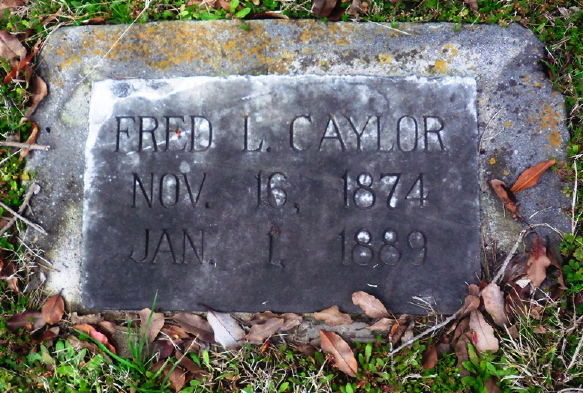 FRED L. CAYLOR
NOV. 16, 1874
JAN. 1, 1889